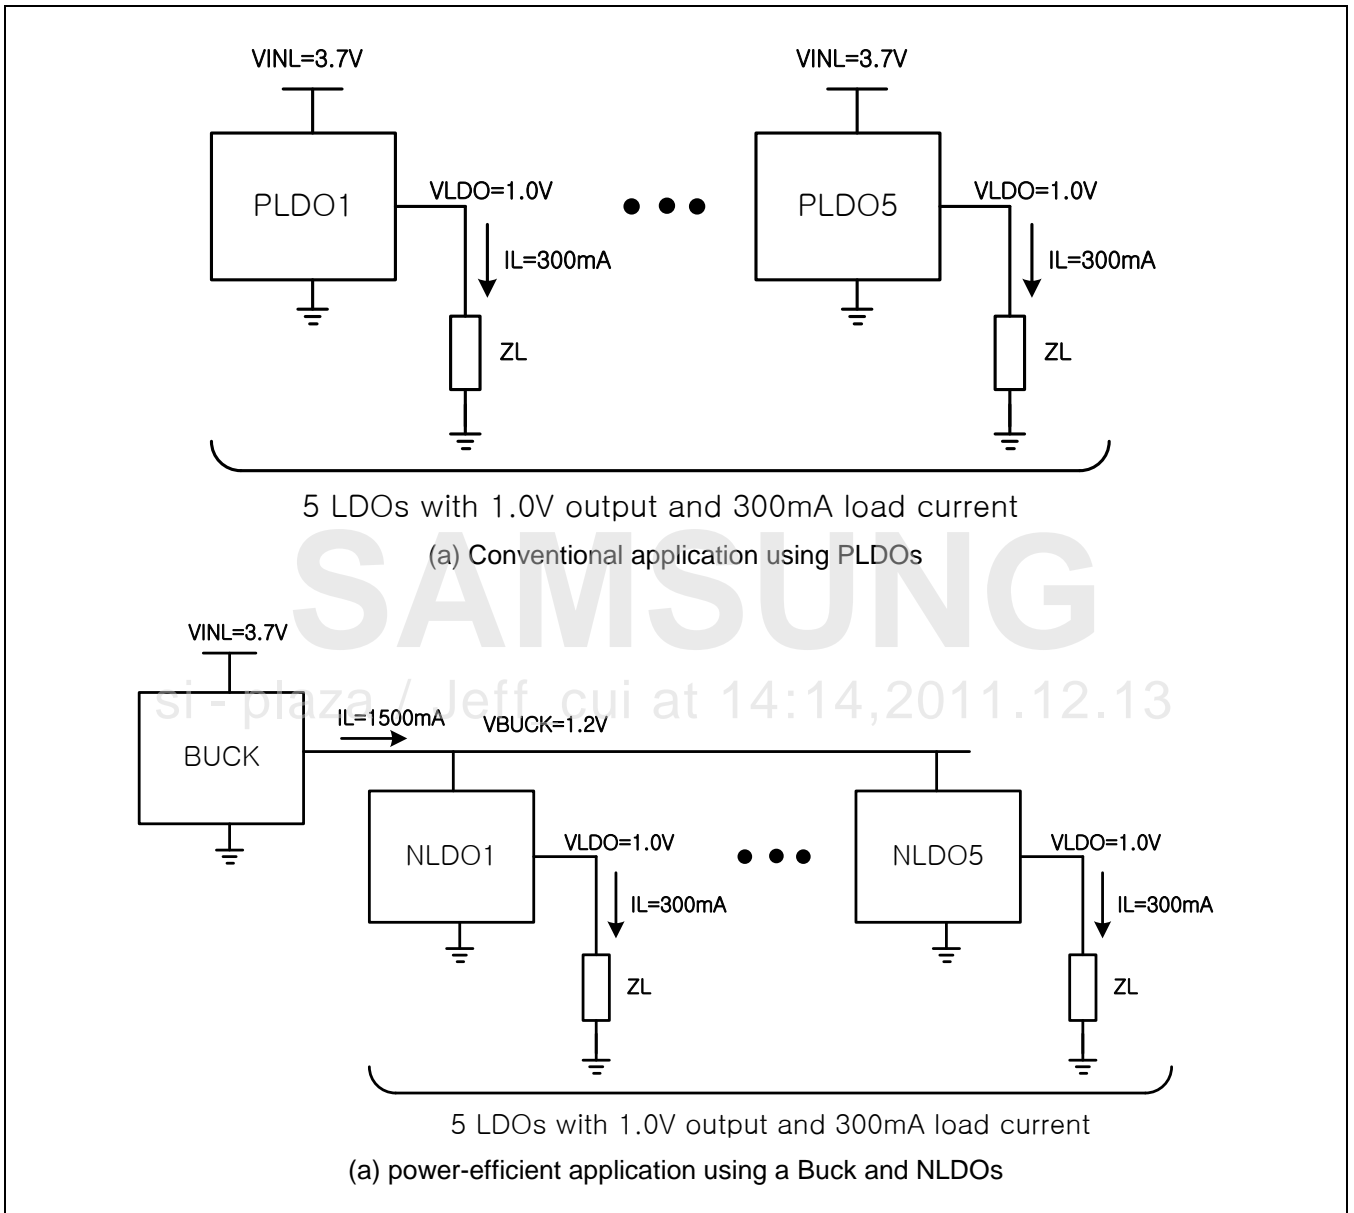 VINL=3.7V
VINL=3.7V
PLDO1
VLDO=1.0V
IL=300mA
ZL
PLDO5
VLDO=1.0V
IL=300mA
ZL
5 LDOs with 1.0V output and 300mA load current
(a) Conventional application using PLDOs
SAMSUNG
si - plaza / Jeff_cui at 14:14,2011.12.13
VINL=3.7V
BUCK
IL=1500mA
VBUCK=1.2V
NLDO1
VLDO=1.0V
IL=300mA
ZL
NLDO5
VLDO=1.0V
IL=300mA
ZL
5 LDOs with 1.0V output and 300mA load current
(a) power-efficient application using a Buck and NLDOs